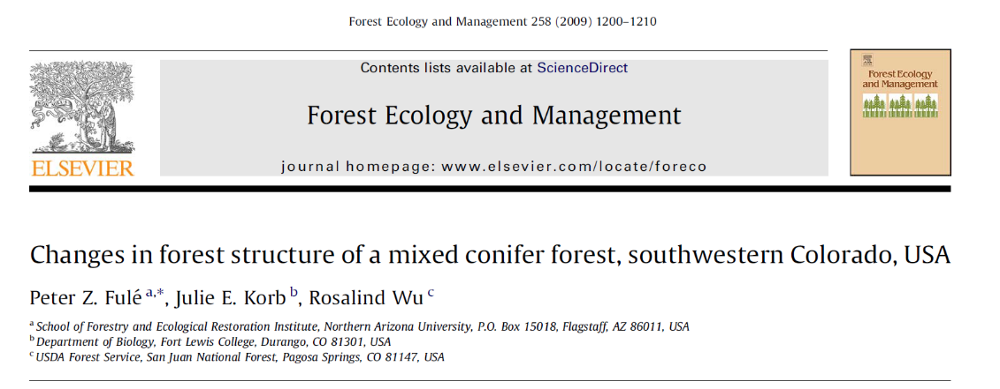 Forest Ecology and Management 258 (2009) 1200–1210
Contents lists available at ScienceDirect
Forest Ecology and Management
journal homepage: www.elsevier.com/locate/foreco
ELSEVIER
Forest Ecology
and Management
Changes in forest structure of a mixed conifer forest, southwestern Colorado, USA
Peter Z. Fulé a,*, Julie E. Korb b, Rosalind Wu c
a School of Forestry and Ecological Restoration Institute, Northern Arizona University, P.O. Box 15018, Flagstaff, AZ 86011, USA
b Department of Biology, Fort Lewis College, Durango, CO 81301, USA
c USDA Forest Service, San Juan National Forest, Pagosa Springs, CO 81147, USA